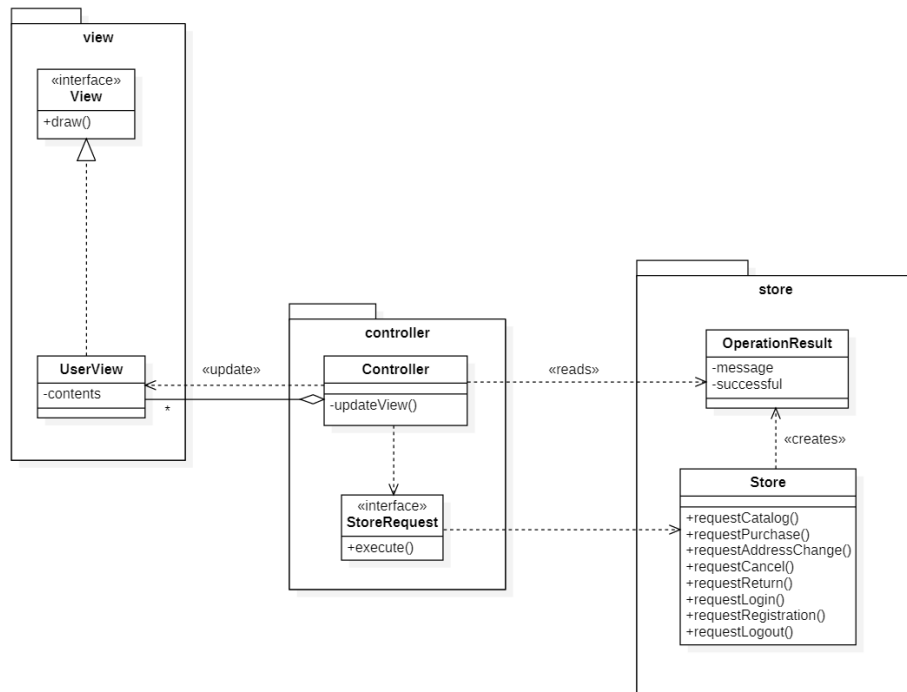 view
«interface»
View
+draw()
UserView
-contents
*
«update»
controller
Controller
-updateView()
«interface»
StoreRequest
+execute()
«reads»
store
OperationResult
-message
-successful
«creates»
Store
+requestCatalog()
+requestPurchase()
+requestAddressChange()
+requestCancel()
+requestReturn()
+requestLogin()
+requestRegistration()
+requestLogout()